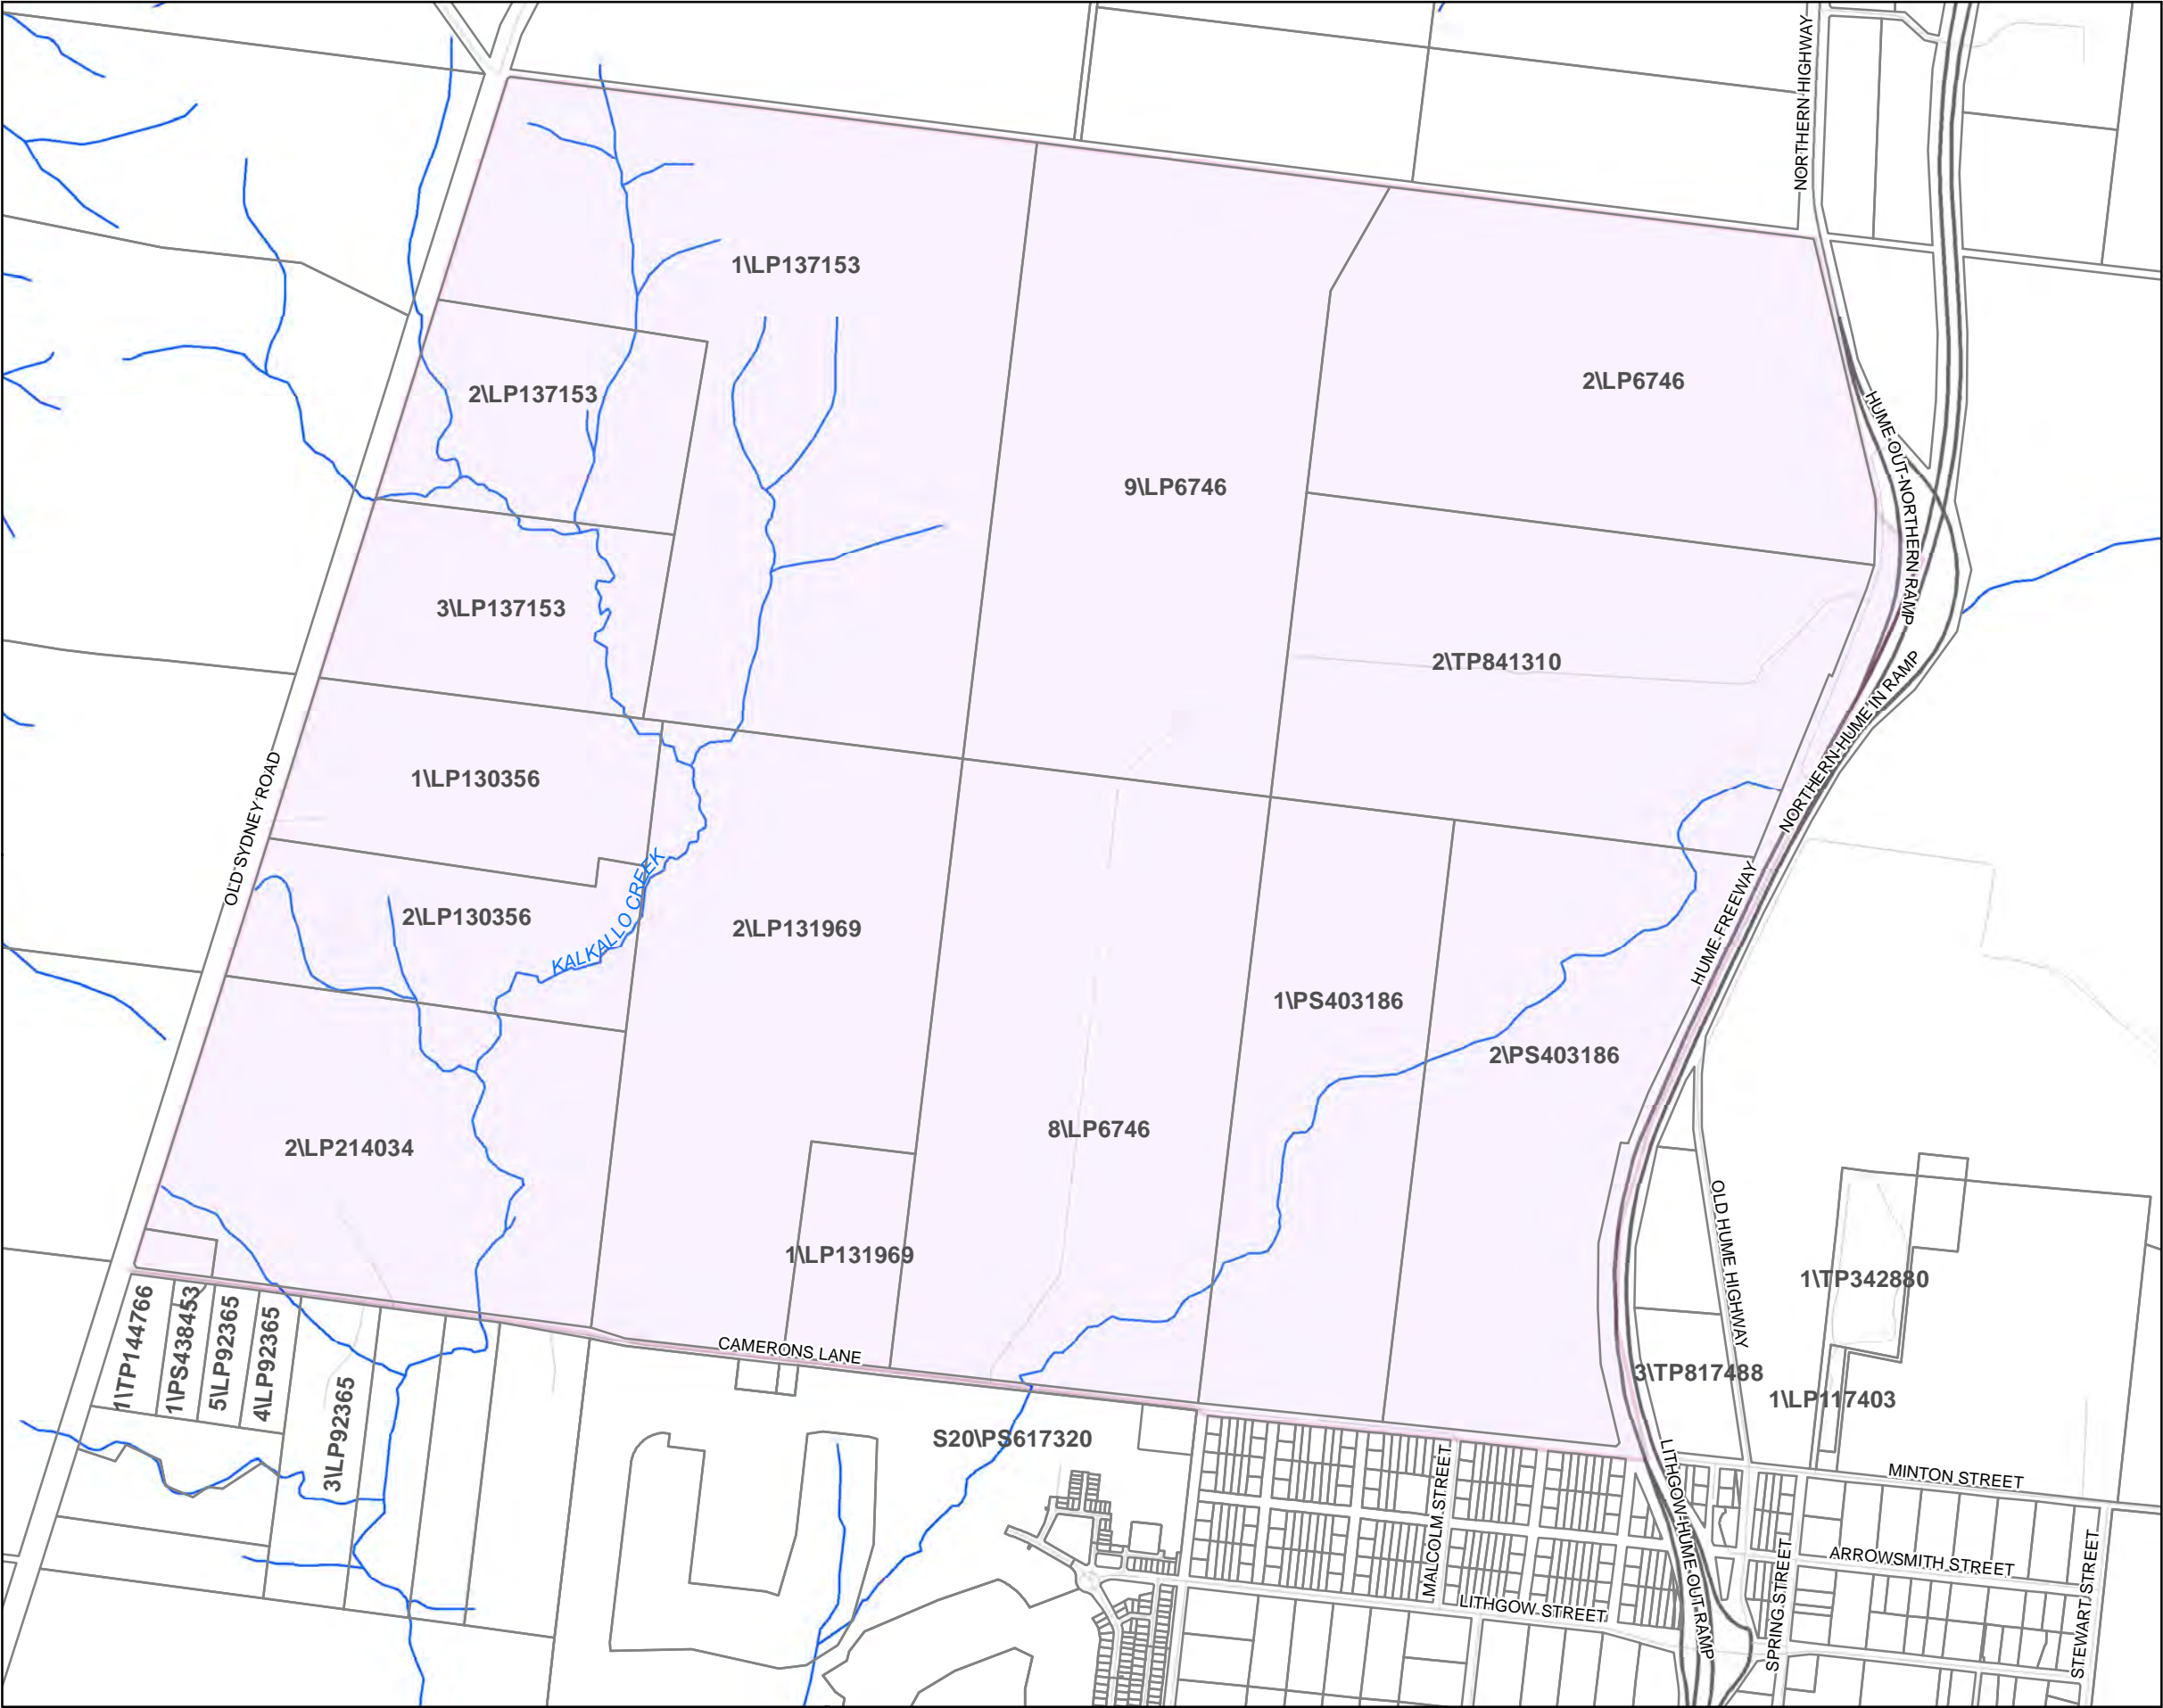 NORTHERN HIGHWAY
1\LP137153
2\LP6746
2\LP137153
HUME-OUT-NORTHERN RAMP
9\LP6746
3\LP137153
2\TP841310
NORTHERN-HUME IN RAMP
1\LP130356
OLD SYDNEY ROAD
KALKALLO CREEK
2\LP130356
2\LP131969
HUME FREEWAY
1\PS403186
2\PS403186
8\LP6746
2\LP214034
OLD HUME HIGHWAY
1\LP131969
1\TP342880
1\TP144766
1\PS438453
5\LP92365
4\LP92365
3\LP92365
CAMERONS LANE
3\TP817488
1\LP117403
S20\PS617320
MINTON STREET
MALCOLM STREET
LITHGOW-HUME OUT RAMP
ARROWSMITH STREET
LITHGOW STREET
SPRING STREET
STEWART STREET